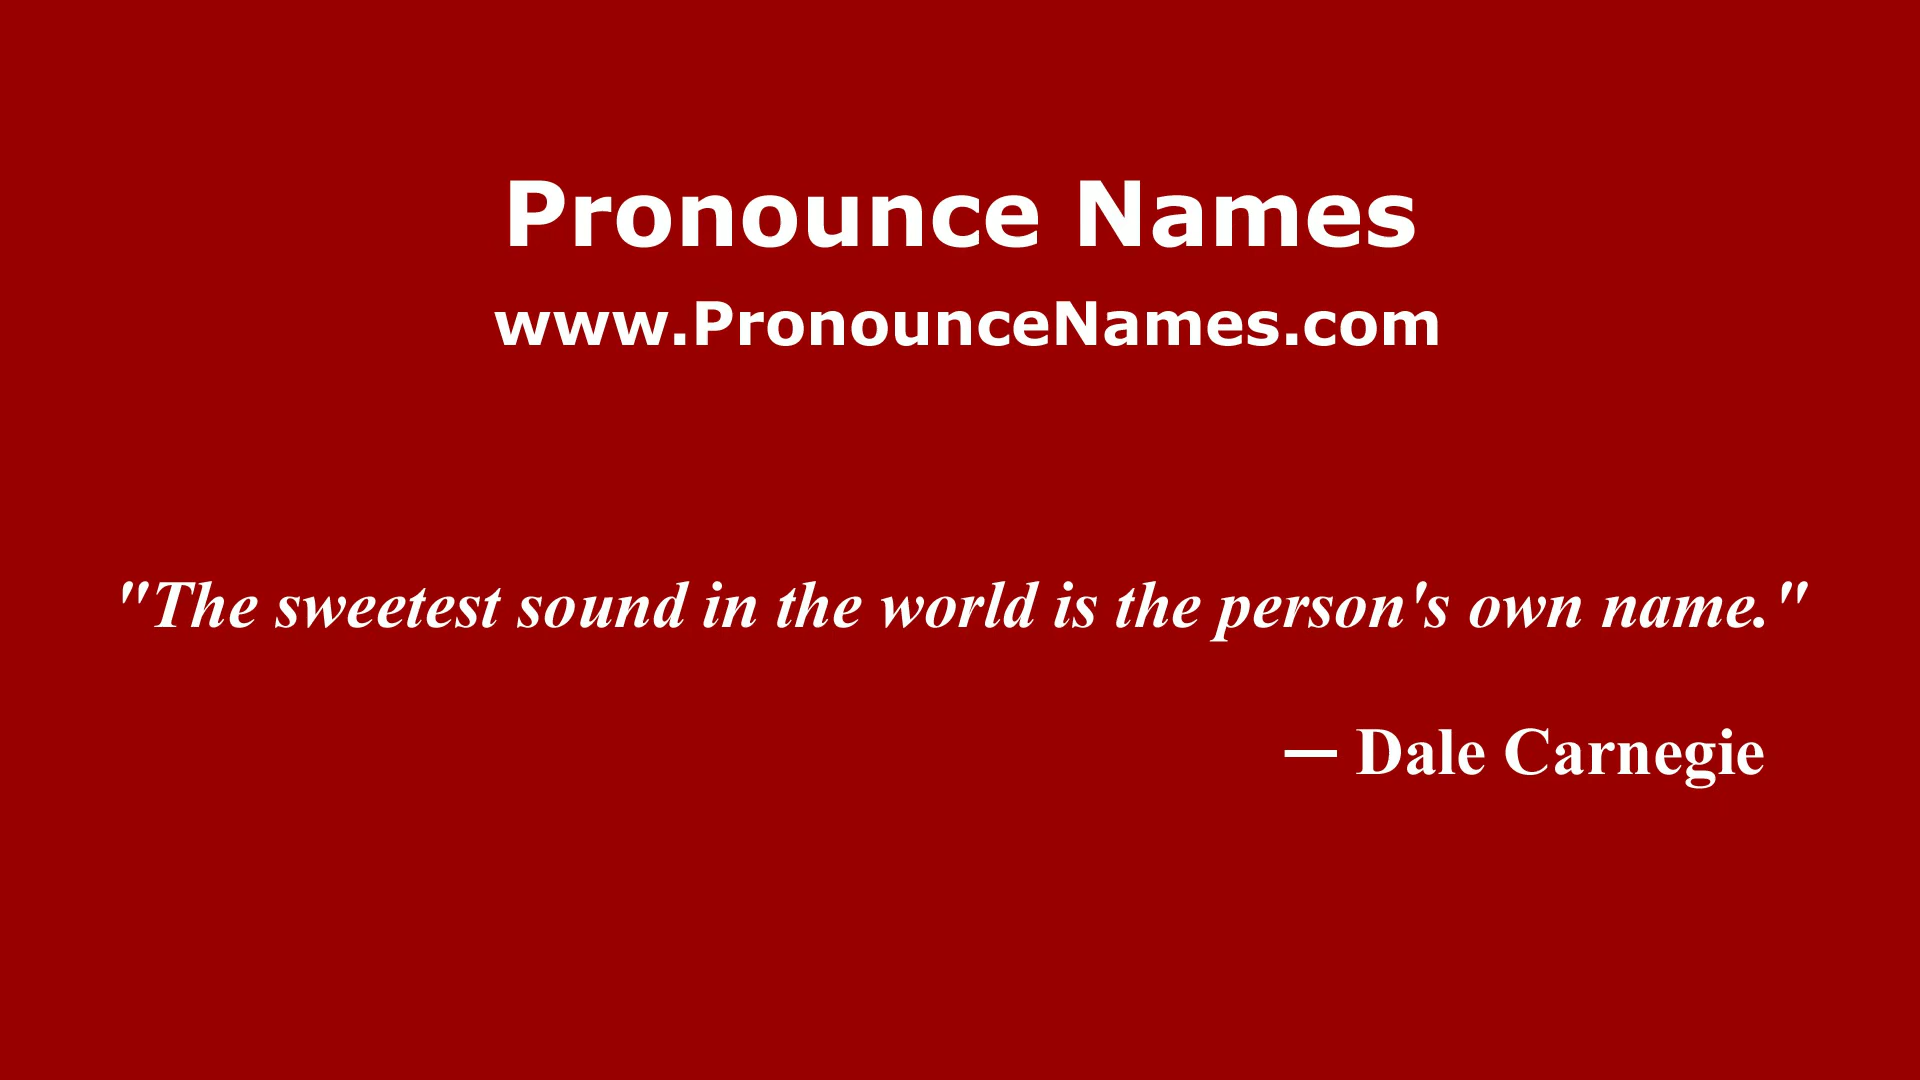 Pronounce Names
www.PronounceNames.com
"The sweetest sound in the world is the person's own name."
— Dale Carnegie